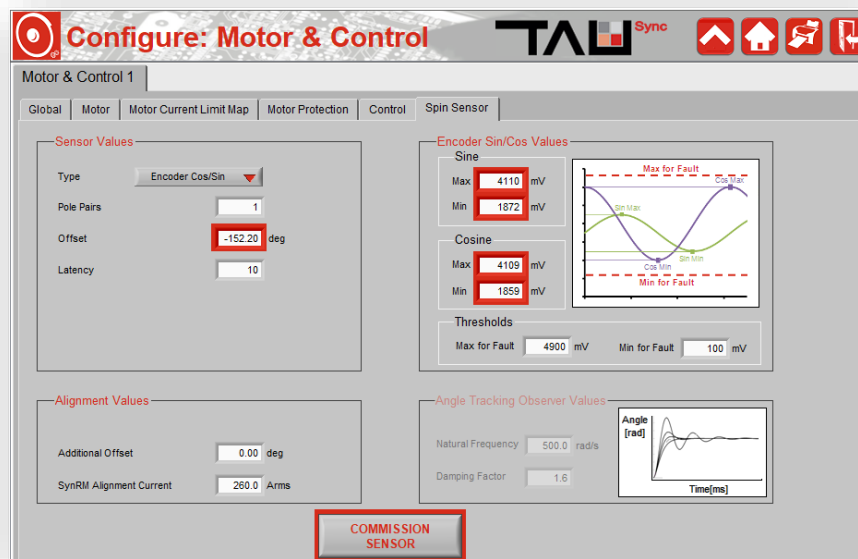 Configure: Motor & Control
TAU Sync
Motor & Control 1
Global
Motor
Motor Current Limit Map
Motor Protection
Control
Spin Sensor
Sensor Values
Type
Encoder Cos/Sin
Pole Pairs
1
Offset
-152.20 deg
Latency
10
Encoder Sin/Cos Values
Sine
Max 4110 mV
Min 1872 mV
Cosine
Max 4109 mV
Min 1859 mV
Max for Fault
Cos Max
Sin Max
Sin Min
Cos Min
Min for Fault
Thresholds
Max for Fault 4900 mV
Min for Fault 100 mV
Alignment Values
Additional Offset 0.00 deg
SynRM Alignment Current 260.0 Arms
Angle Tracking Observer Values
Natural Frequency 500.0 rad/s
Damping Factor 1.6
Angle
[rad]
Time[ms]
COMMISSION
SENSOR